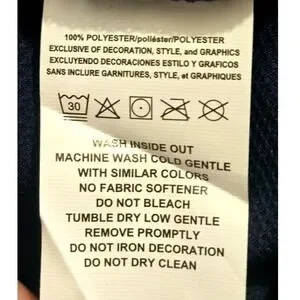 100% POLYESTER/poliéster/POLYESTER
EXCLUSIVE OF DECORATION, STYLE, and GRAPHICS
EXCLUYENDO DECORACIONES ESTILO Y GRAFICOS
SANS INCLURE GARNITURES, STYLE, et GRAPHIQUES
30
WASH INSIDE OUT
MACHINE WASH COLD GENTLE
WITH SIMILAR COLORS
NO FABRIC SOFTENER
DO NOT BLEACH
TUMBLE DRY LOW GENTLE
REMOVE PROMPTLY
DO NOT IRON DECORATION
DO NOT DRY CLEAN